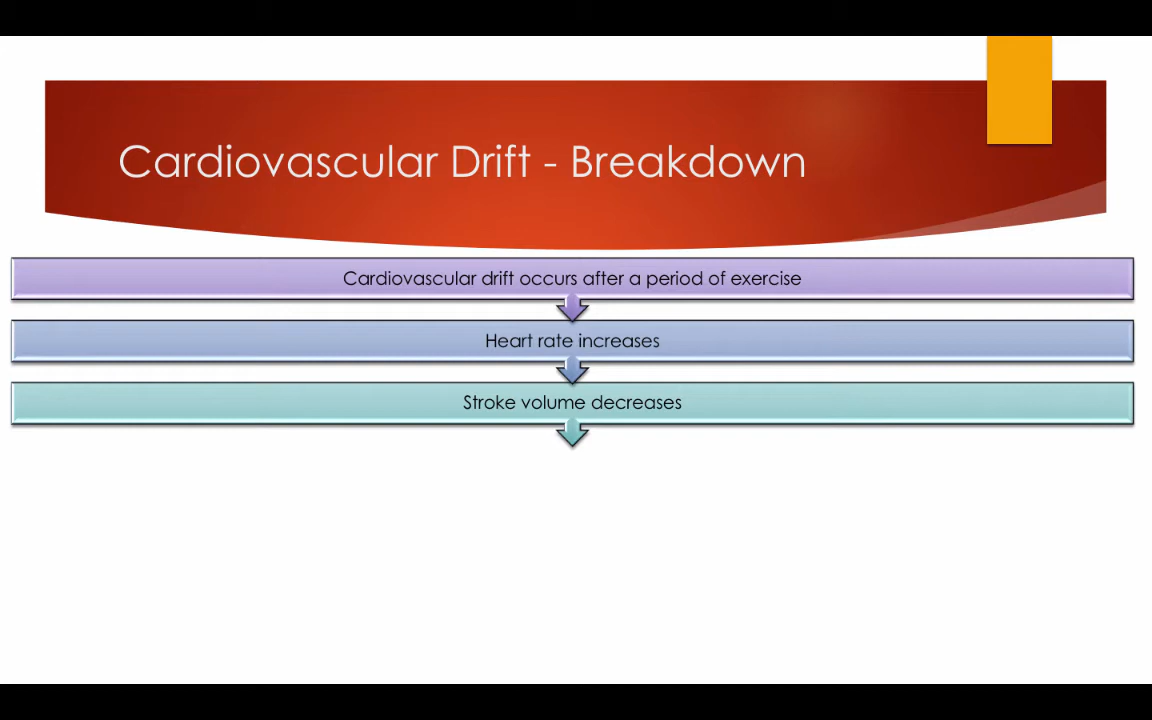 Cardiovascular Drift - Breakdown
Cardiovascular drift occurs after a period of exercise
Heart rate increases
Stroke volume decreases